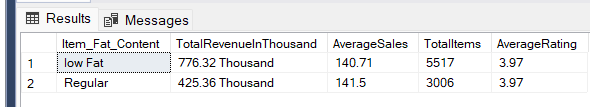 Results Messages
Item_Fat_Content TotalRevenueInThousand AverageSales TotalItems AverageRating
1 low Fat 776.32 Thousand 140.71 5517 3.97
2 Regular 425.36 Thousand 141.5 3006 3.97